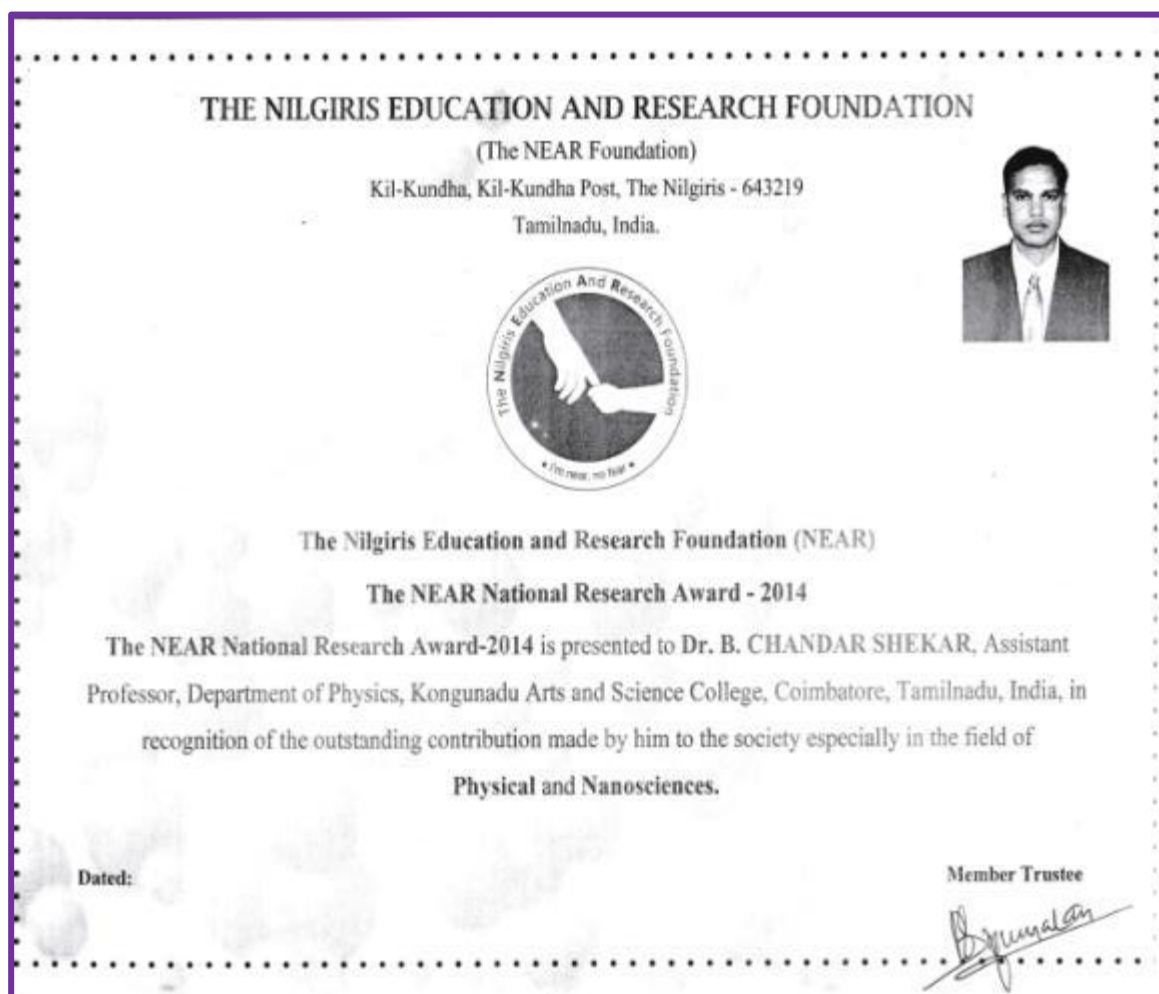 THE NILGIRIS EDUCATION AND RESEARCH FOUNDATION
(The NEAR Foundation)
Kil-Kundha, Kil-Kundha Post, The Nilgiris - 643219
Tamilnadu, India.
The Nilgiris Education And Research Foundation
• I'm near, no fear •
The Nilgiris Education and Research Foundation (NEAR)
The NEAR National Research Award - 2014
The NEAR National Research Award-2014 is presented to Dr. B. CHANDAR SHEKAR, Assistant
Professor, Department of Physics, Kongunadu Arts and Science College, Coimbatore, Tamilnadu, India, in
recognition of the outstanding contribution made by him to the society especially in the field of
Physical and Nanosciences.
Dated:
Member Trustee